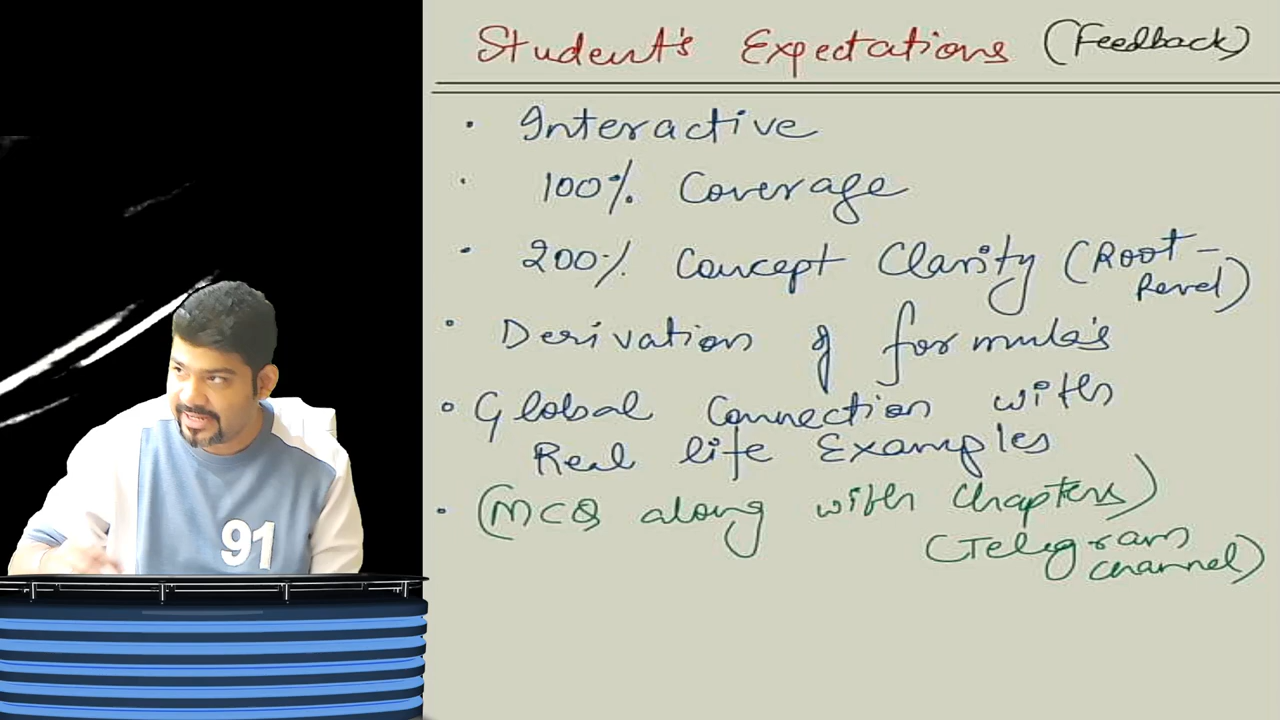 Student's Expectations (Feedback)
• Interactive
• 100% Coverage
• 200% Concept Clarity (Root-
level)
• Derivation of formula's
• Global Connection with
Real life Examples
• (MCQ along with Chapters)
(Telegram
channel)
91